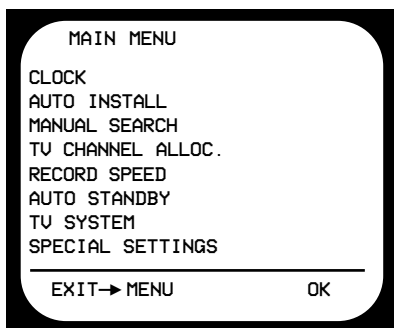 MAIN MENU
CLOCK
AUTO INSTALL
MANUAL SEARCH
TV CHANNEL ALLOC.
RECORD SPEED
AUTO STANDBY
TV SYSTEM
SPECIAL SETTINGS
EXIT→ MENU OK